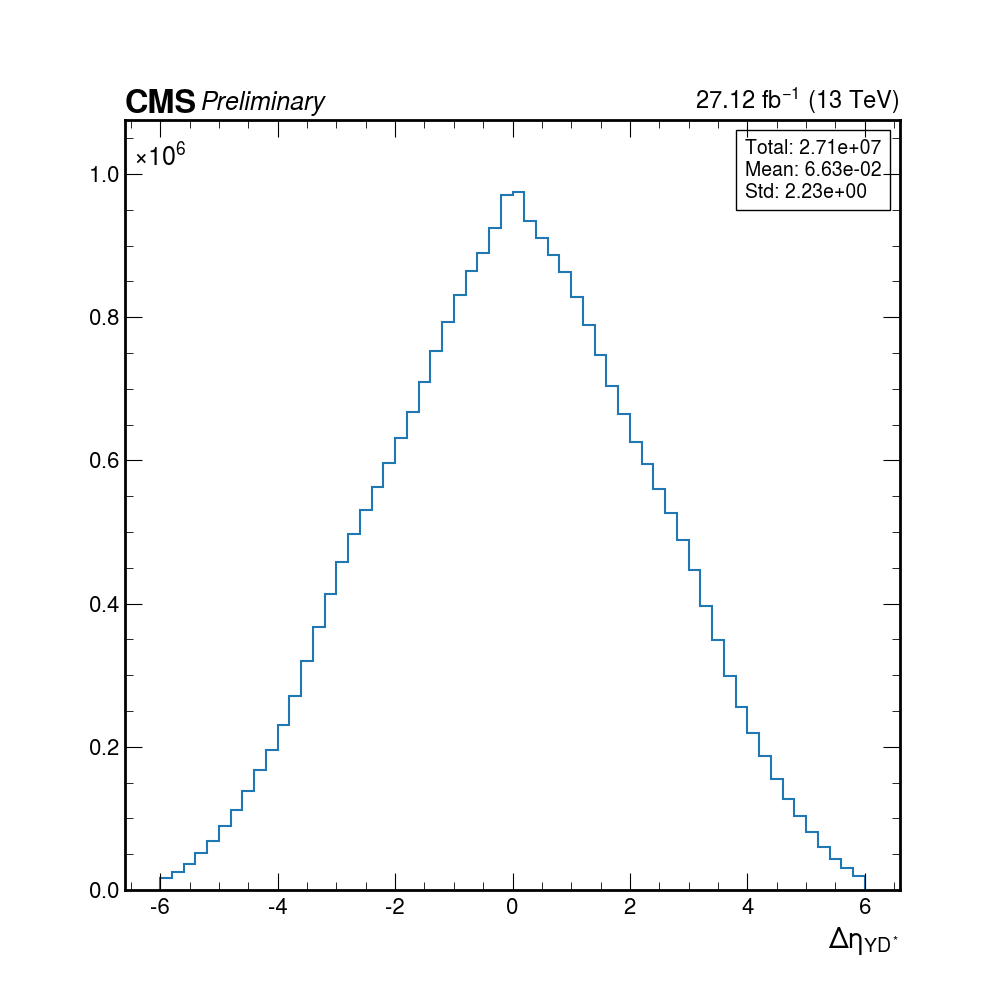 CMS Preliminary 27.12 fb⁻¹ (13 TeV)
×10⁶
Total: 2.71e+07
Mean: 6.63e-02
Std: 2.23e+00
1.0
0.8
0.6
0.4
0.2
0.0
-6 -4 -2 0 2 4 6
Δη_YD*